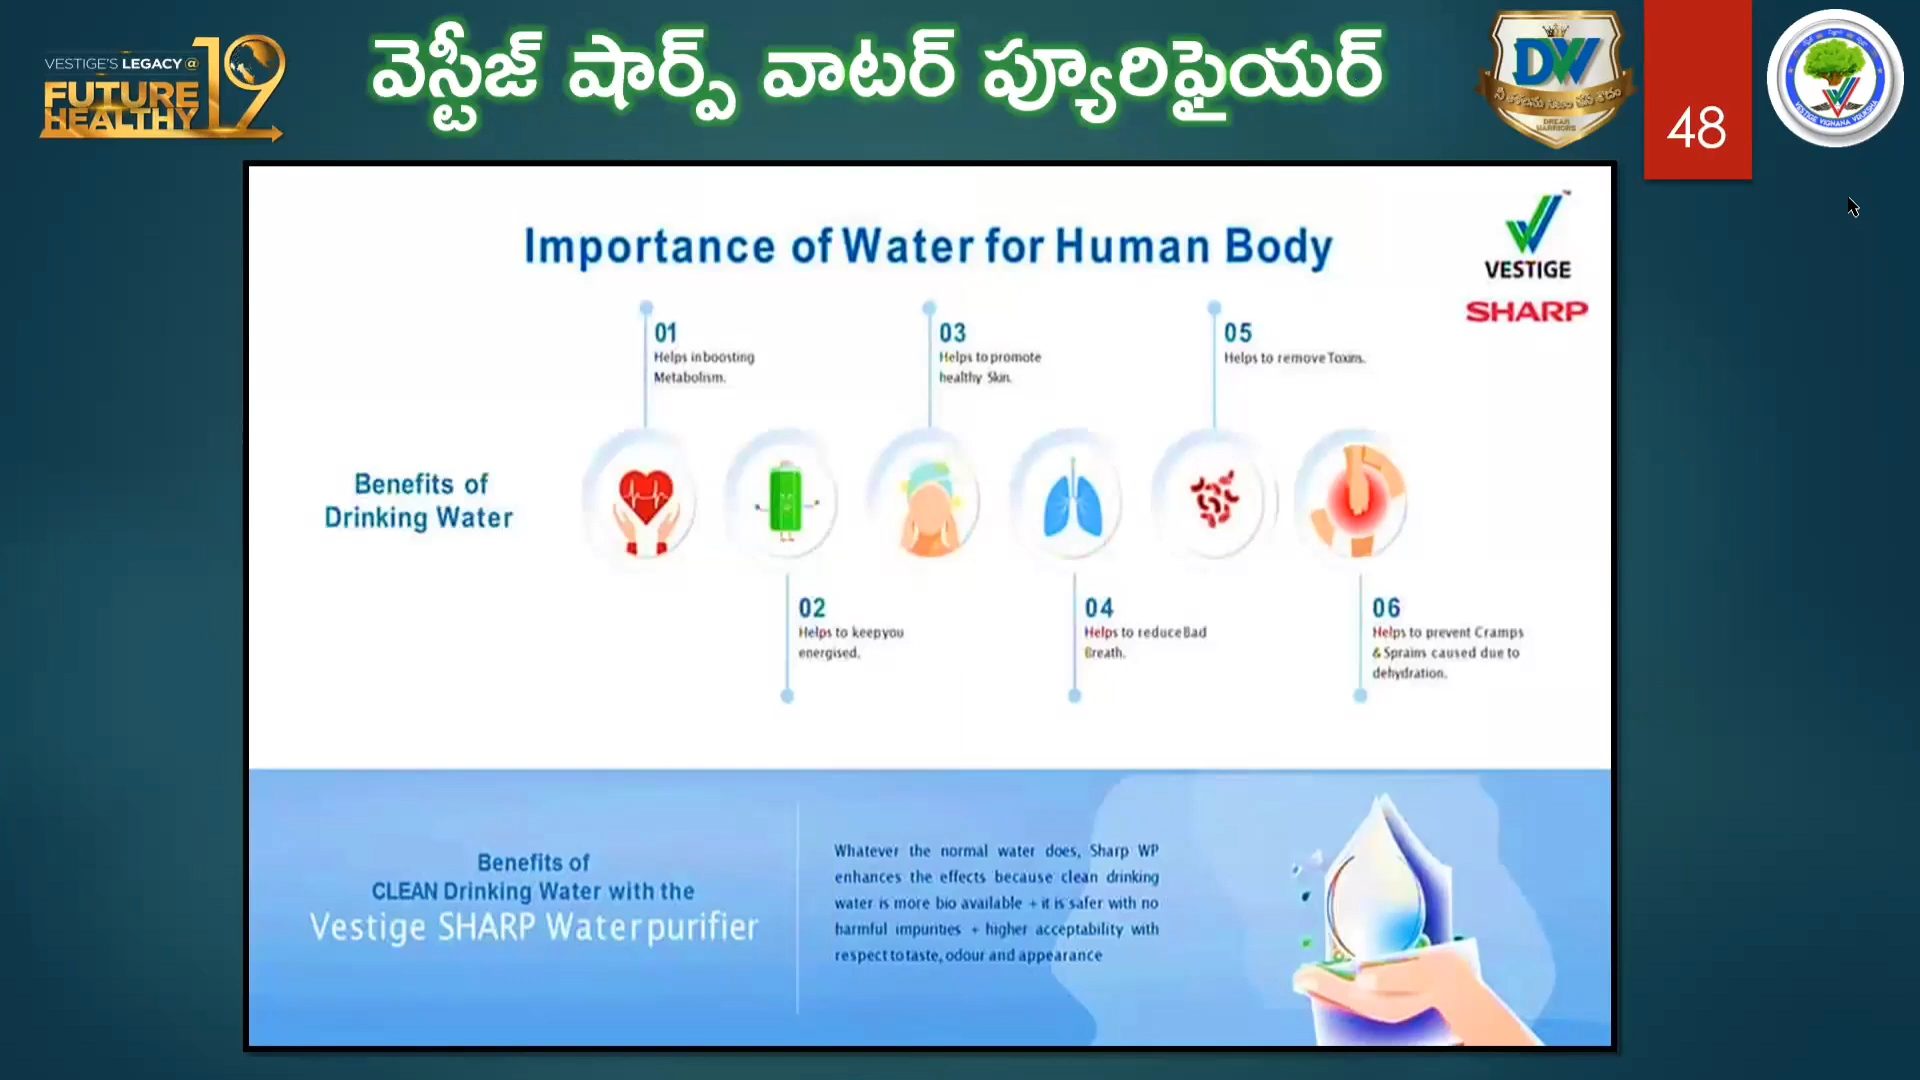 VESTIGE'S LEGACY @ 19
FUTURE
HEALTHY
వెస్టీజ్ షార్ప్ వాటర్ ప్యూరిఫైయర్
DW
DREAM
WARRIORS
48
VESTIGE VIGNANA VRUKSHA
Importance of Water for Human Body
VESTIGE
SHARP
01
Helps in boosting
Metabolism.
03
Helps to promote
healthy Skin.
05
Helps to remove Toxins.
Benefits of
Drinking Water
02
Helps to keep you
energised.
04
Helps to reduce Bad
Breath.
06
Helps to prevent Cramps
& Sprains caused due to
dehydration.
Benefits of
CLEAN Drinking Water with the
Vestige SHARP Water purifier
Whatever the normal water does, Sharp WP
enhances the effects because clean drinking
water is more bio available + it is safer with no
harmful impurities + higher acceptability with
respect to taste, odour and appearance